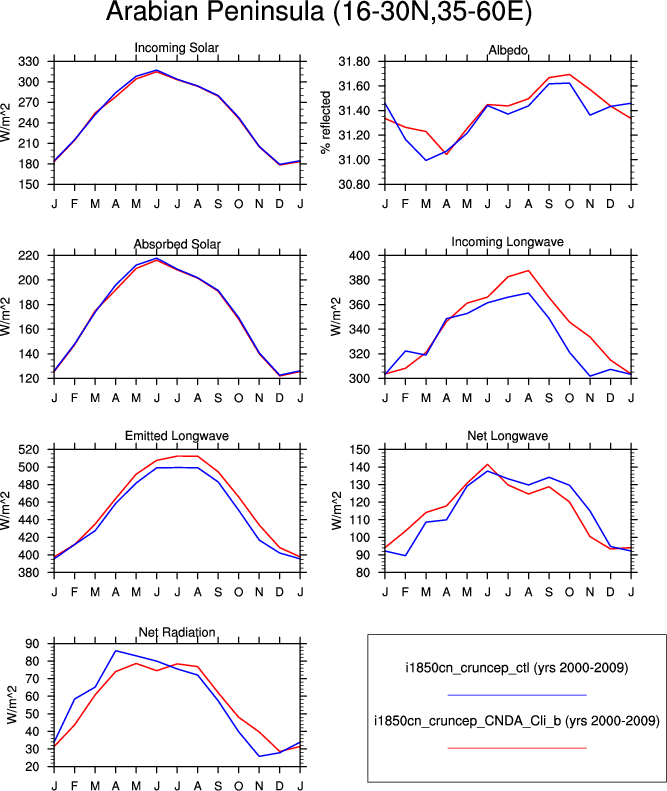 Arabian Peninsula (16-30N,35-60E)
Incoming Solar
W/m^2
330
300
270
240
210
180
150
J F M A M J J A S O N D J
Albedo
% reflected
31.80
31.60
31.40
31.20
31.00
30.80
J F M A M J J A S O N D J
Absorbed Solar
W/m^2
220
200
180
160
140
120
J F M A M J J A S O N D J
Incoming Longwave
W/m^2
400
380
360
340
320
300
J F M A M J J A S O N D J
Emitted Longwave
W/m^2
520
500
480
460
440
420
400
380
J F M A M J J A S O N D J
Net Longwave
W/m^2
150
140
130
120
110
100
90
80
J F M A M J J A S O N D J
Net Radiation
W/m^2
90
80
70
60
50
40
30
20
J F M A M J J A S O N D J
i1850cn_cruncep_ctl (yrs 2000-2009)
i1850cn_cruncep_CNDA_Cli_b (yrs 2000-2009)